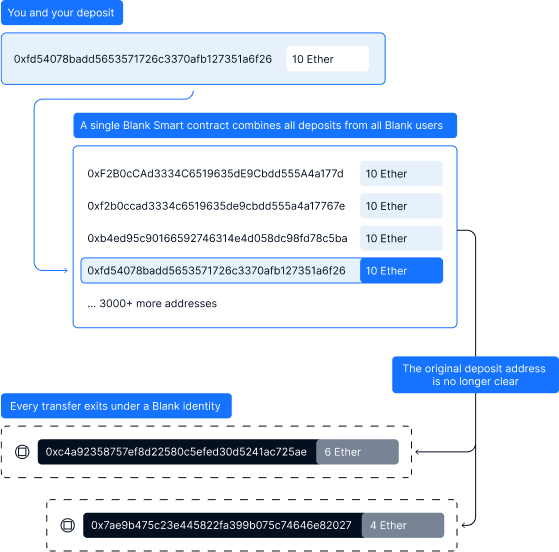 You and your deposit
0xfd54078badd5653571726c3370afb127351a6f26 10 Ether
A single Blank Smart contract combines all deposits from all Blank users
0xF2B0cCAd3334C6519635dE9Cbdd555A4a177d 10 Ether
0xf2b0ccad3334c6519635de9cbdd555a4a17767e 10 Ether
0xb4ed95c90166592746314e4d058dc98fd78c5ba 10 Ether
0xfd54078badd5653571726c3370afb127351a6f26 10 Ether
... 3000+ more addresses
The original deposit address
is no longer clear
Every transfer exits under a Blank identity
0xc4a92358757ef8d22580c5efed30d5241ac725ae 6 Ether
0x7ae9b475c23e445822fa399b075c74646e82027 4 Ether